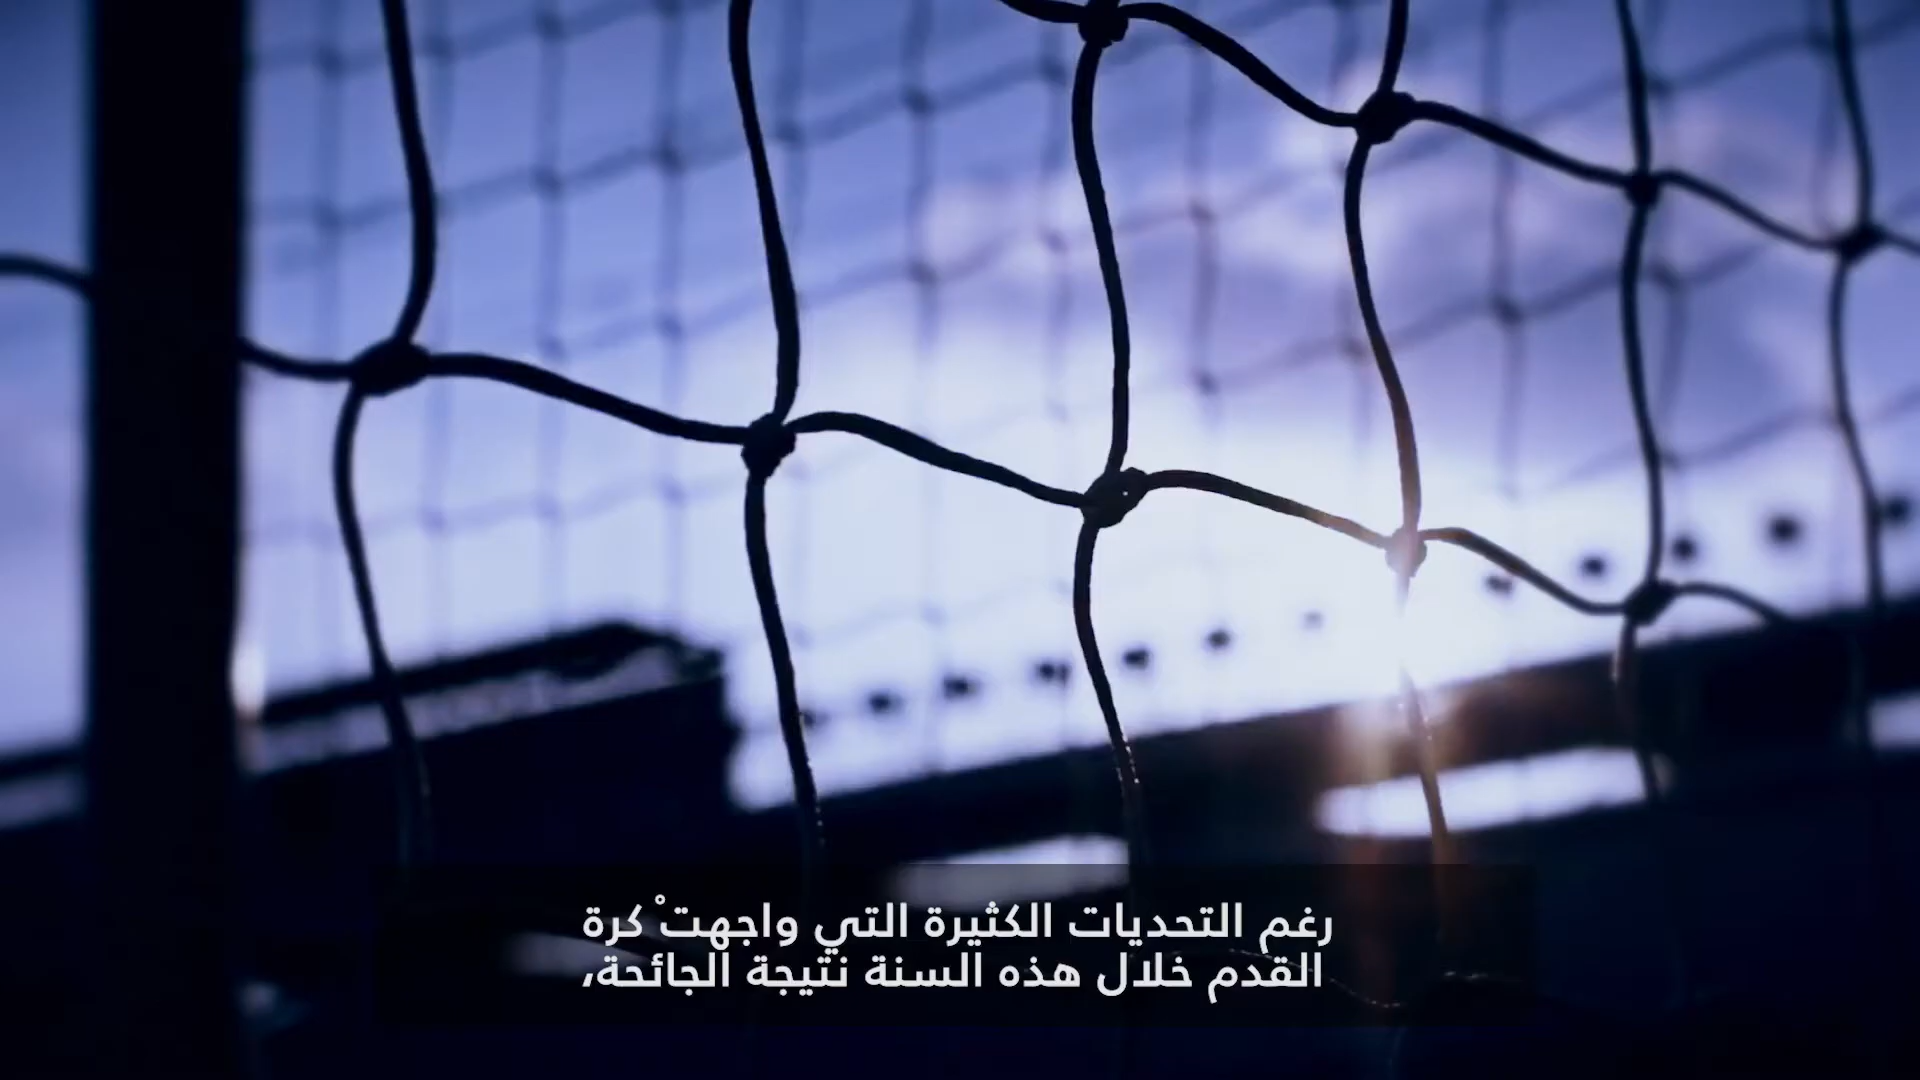 رغم التحديات الكثيرة التي واجهتْ كرة
القدم خلال هذه السنة نتيجة الجائحة،